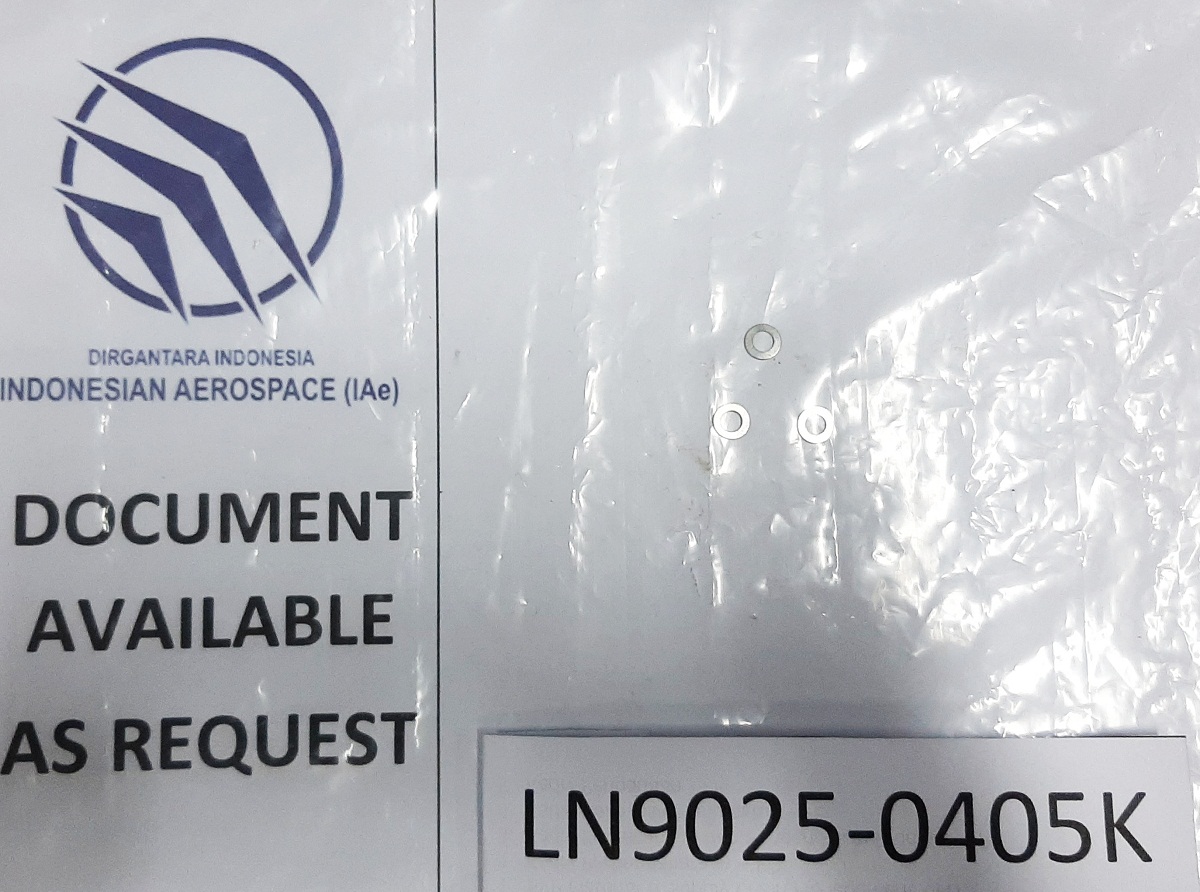 DIRGANTARA INDONESIA
INDONESIAN AEROSPACE (IAe)
DOCUMENT
AVAILABLE
AS REQUEST
LN9025-0405K